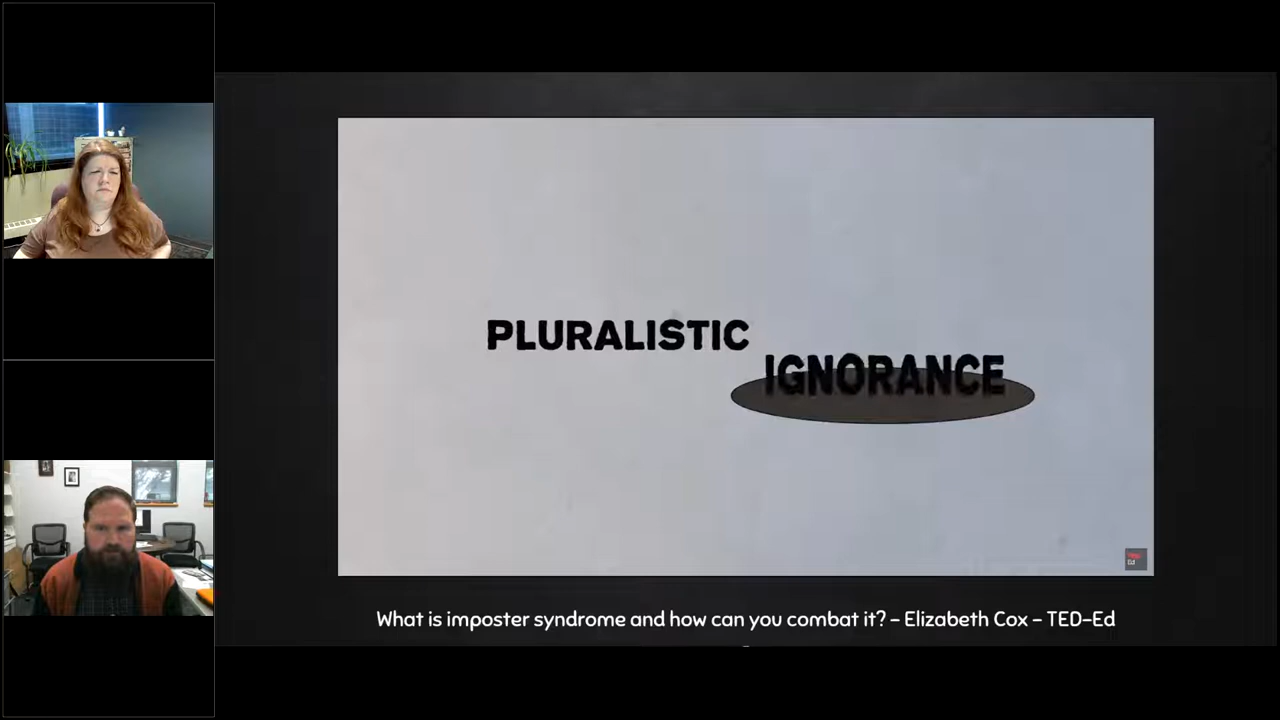 PLURALISTIC
IGNORANCE
What is imposter syndrome and how can you combat it? - Elizabeth Cox - TED-Ed